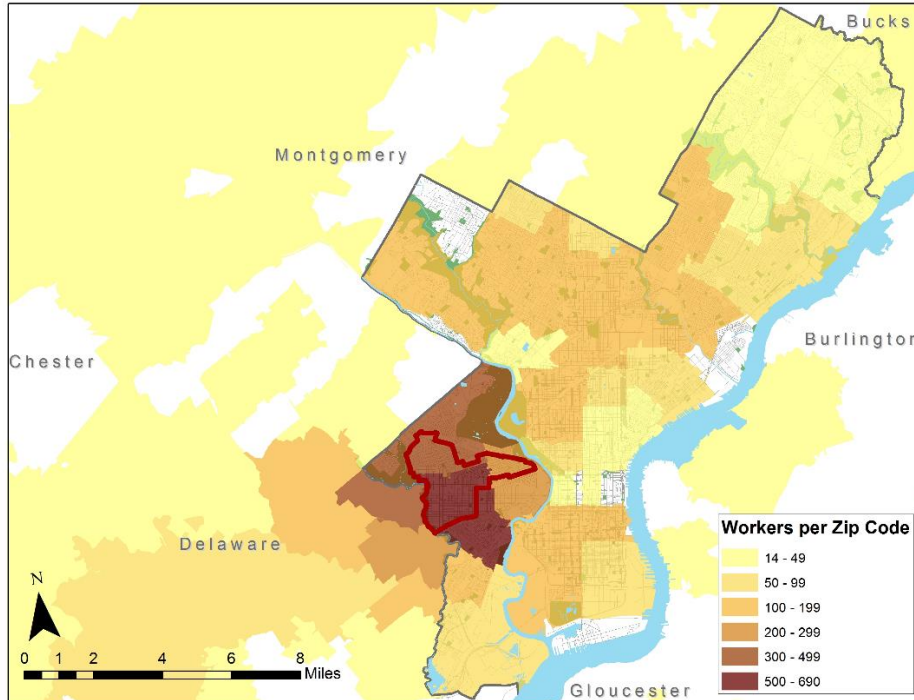 Bucks
Montgomery
Burlington
Chester
Delaware
Gloucester
N
0 1 2 4 6 8
Miles
Workers per Zip Code
14 - 49
50 - 99
100 - 199
200 - 299
300 - 499
500 - 690